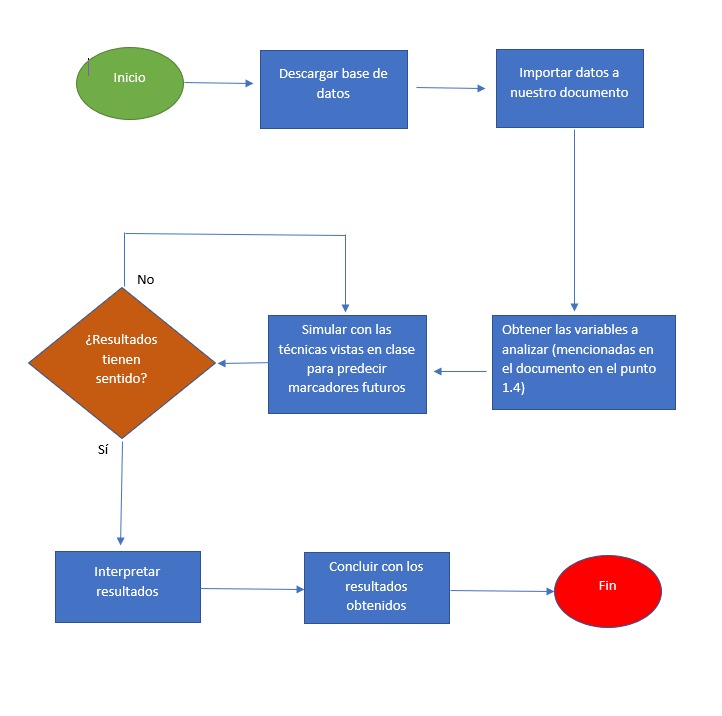 Inicio
Descargar base de
datos
Importar datos a
nuestro documento
Obtener las variables a
analizar (mencionadas en
el documento en el punto
1.4)
Simular con las
técnicas vistas en clase
para predecir
marcadores futuros
No
¿Resultados
tienen
sentido?
Sí
Interpretar
resultados
Concluir con los
resultados
obtenidos
Fin